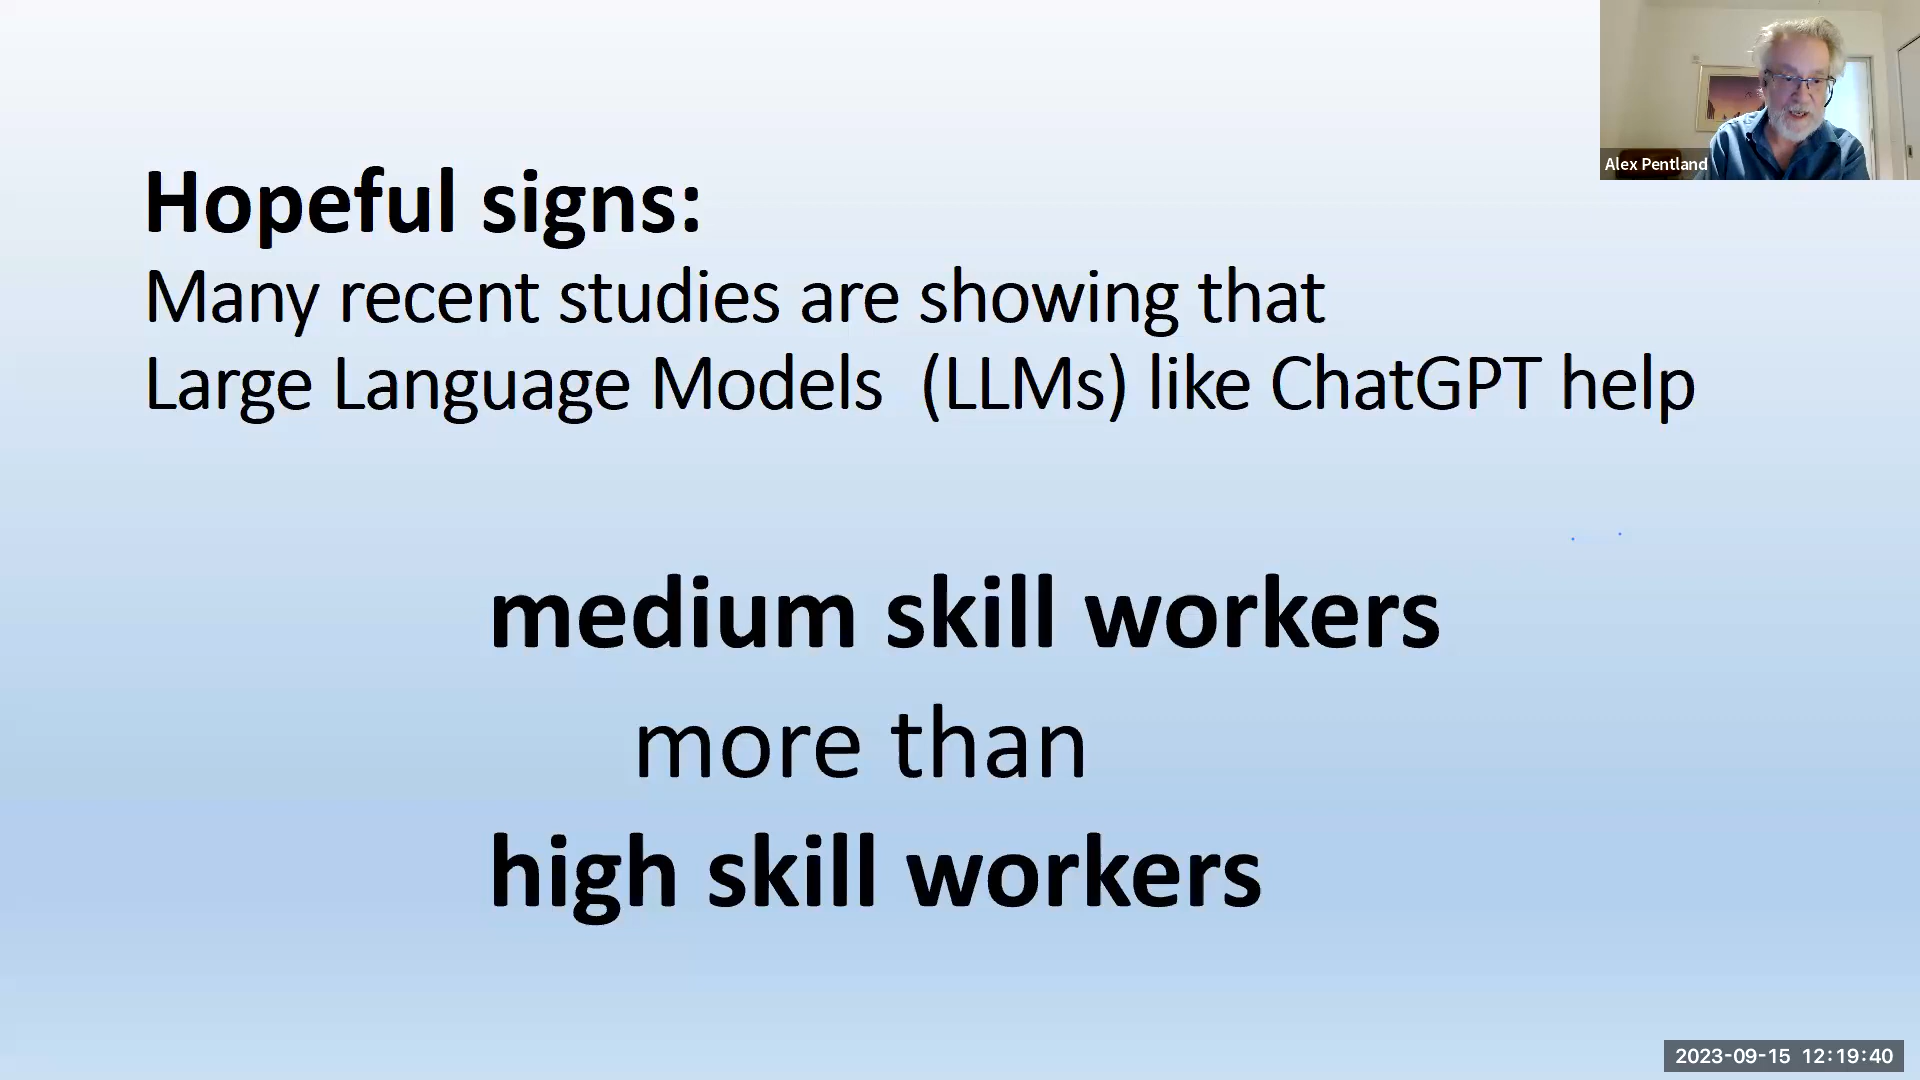 Alex Pentland
Hopeful signs:
Many recent studies are showing that
Large Language Models  (LLMs) like ChatGPT help
medium skill workers
more than
high skill workers
2023-09-15  12:19:40